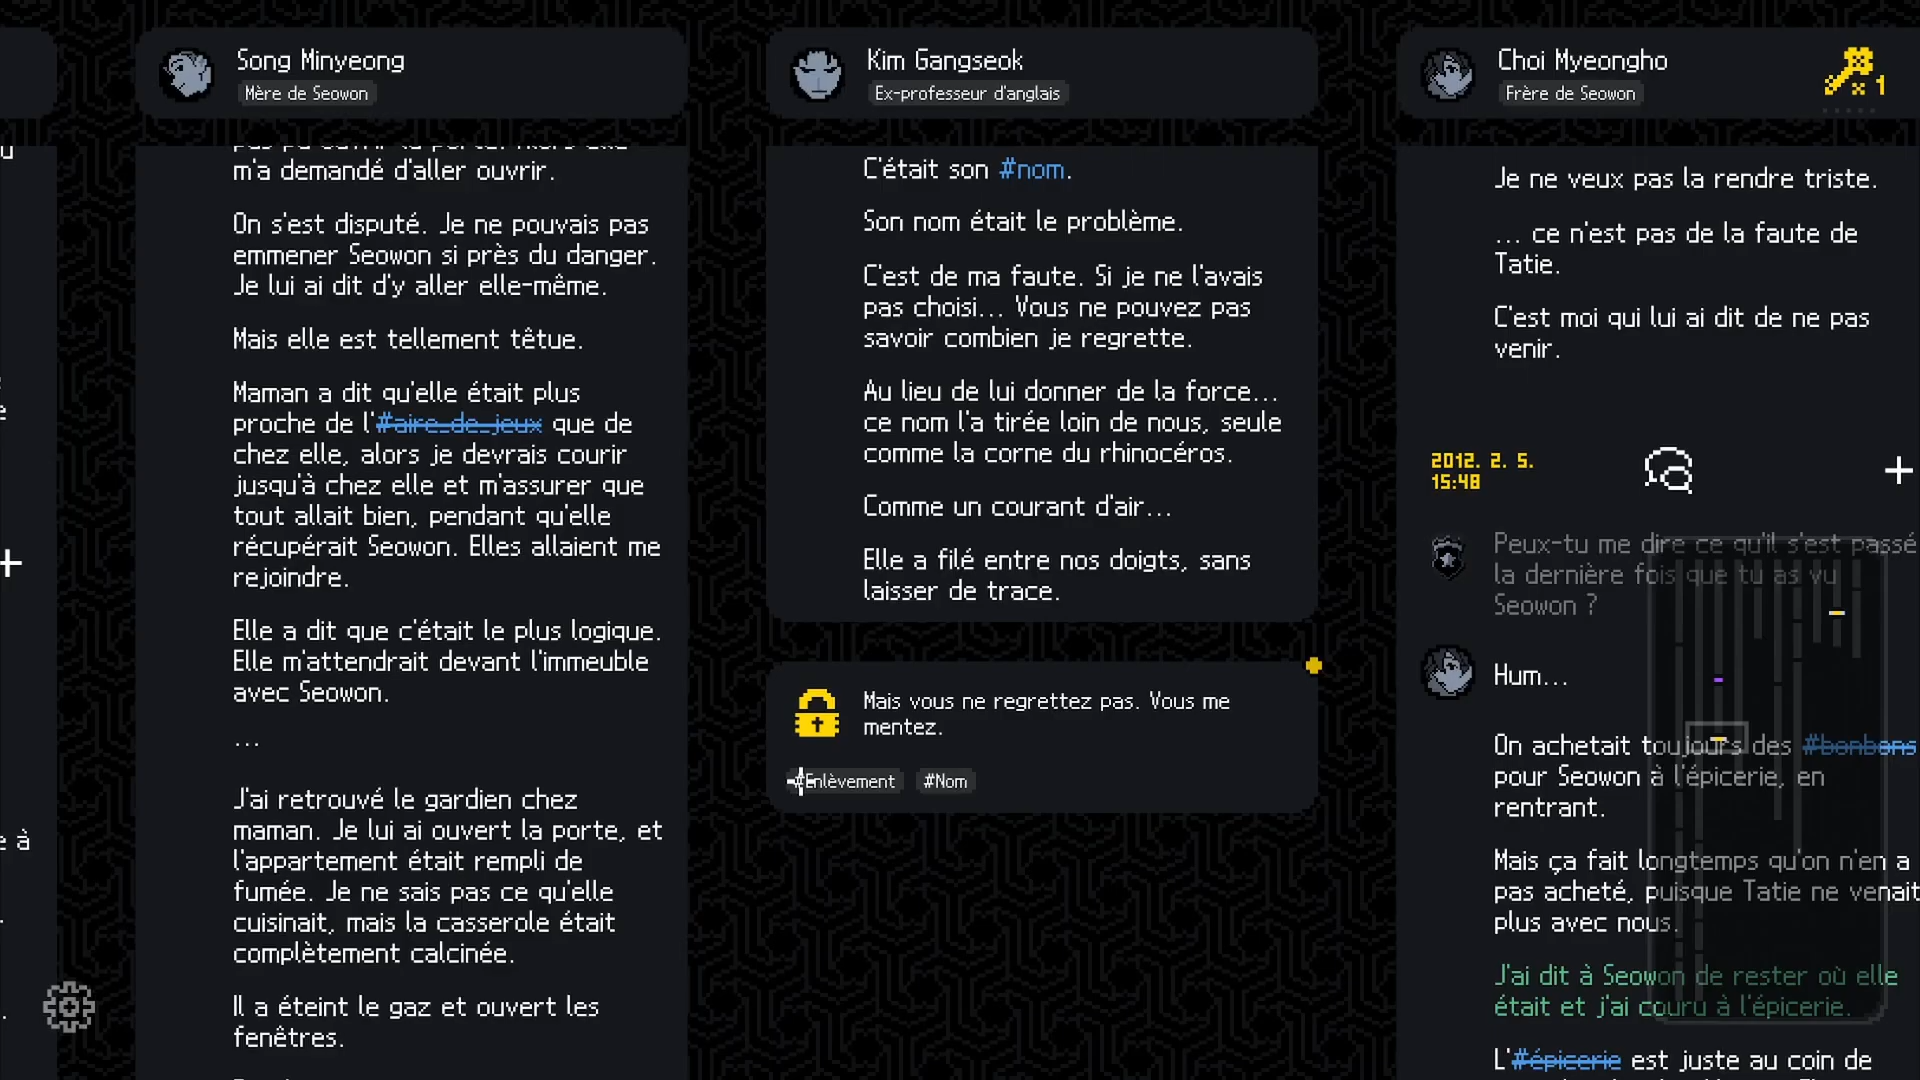 Song Minyeong
Mère de Seowon
m'a demandé d'aller ouvrir.
On s'est disputé. Je ne pouvais pas
emmener Seowon si près du danger.
Je lui ai dit d'y aller elle-même.
Mais elle est tellement têtue.
Maman a dit qu'elle était plus
proche de l'#aire_de_jeux que de
chez elle, alors je devrais courir
jusqu'à chez elle et m'assurer que
tout allait bien, pendant qu'elle
récupérait Seowon. Elles allaient me
rejoindre.
Elle a dit que c'était le plus logique.
Elle m'attendrait devant l'immeuble
avec Seowon.
...
J'ai retrouvé le gardien chez
maman. Je lui ai ouvert la porte, et
l'appartement était rempli de
fumée. Je ne sais pas ce qu'elle
cuisinait, mais la casserole était
complètement calcinée.
Il a éteint le gaz et ouvert les
fenêtres.
Kim Gangseok
Ex-professeur d'anglais
C'était son #nom.
Son nom était le problème.
C'est de ma faute. Si je ne l'avais
pas choisi... Vous ne pouvez pas
savoir combien je regrette.
Au lieu de lui donner de la force...
ce nom l'a tirée loin de nous, seule
comme la corne du rhinocéros.
Comme un courant d'air...
Elle a filé entre nos doigts, sans
laisser de trace.
Mais vous ne regrettez pas. Vous me
mentez.
#Enlèvement #Nom
Choi Myeongho
Frère de Seowon
x 1
Je ne veux pas la rendre triste.
... ce n'est pas de la faute de
Tatie.
C'est moi qui lui ai dit de ne pas
venir.
2012. 2. 5.
15:48
Peux-tu me dire ce qu'il s'est passé
la dernière fois que tu as vu
Seowon ?
Hum...
On achetait toujours des #bonbons
pour Seowon à l'épicerie, en
rentrant.
Mais ça fait longtemps qu'on n'en a
pas acheté, puisque Tatie ne venait
plus avec nous.
J'ai dit à Seowon de rester où elle
était et j'ai couru à l'épicerie.
L'#épicerie est juste au coin de